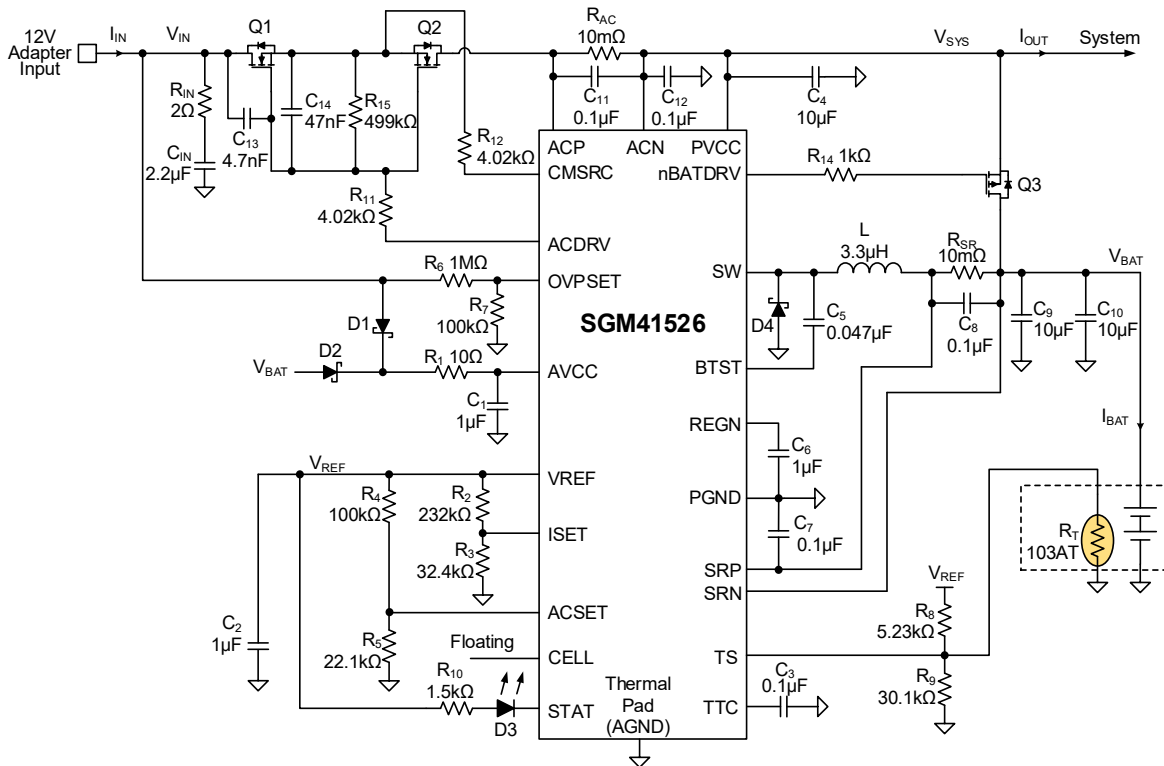 12V
Adapter
Input
I_IN
V_IN
Q1
Q2
R_AC
10mΩ
V_SYS
I_OUT
System
R_IN
2Ω
C_IN
2.2µF
C13
4.7nF
C14
47nF
R15
499kΩ
R12
4.02kΩ
R11
4.02kΩ
C11
0.1µF
C12
0.1µF
C4
10µF
ACP
ACN
PVCC
CMSRC
nBATDRV
R14 1kΩ
Q3
ACDRV
R6 1MΩ
OVPSET
R7
100kΩ
D1
D2
V_BAT
R1 10Ω
AVCC
C1
1µF
SGM41526
SW
L
3.3µH
R_SR
10mΩ
V_BAT
D4
C5
0.047µF
C8
0.1µF
C9
10µF
C10
10µF
BTST
REGN
C6
1µF
PGND
C7
0.1µF
SRP
SRN
I_BAT
R_T
103AT
V_REF
VREF
R4
100kΩ
R2
232kΩ
ISET
R3
32.4kΩ
ACSET
C2
1µF
R5
22.1kΩ
Floating
CELL
R10
1.5kΩ
D3
STAT
Thermal
Pad
(AGND)
V_REF
R8
5.23kΩ
TS
R9
30.1kΩ
C3
0.1µF
TTC